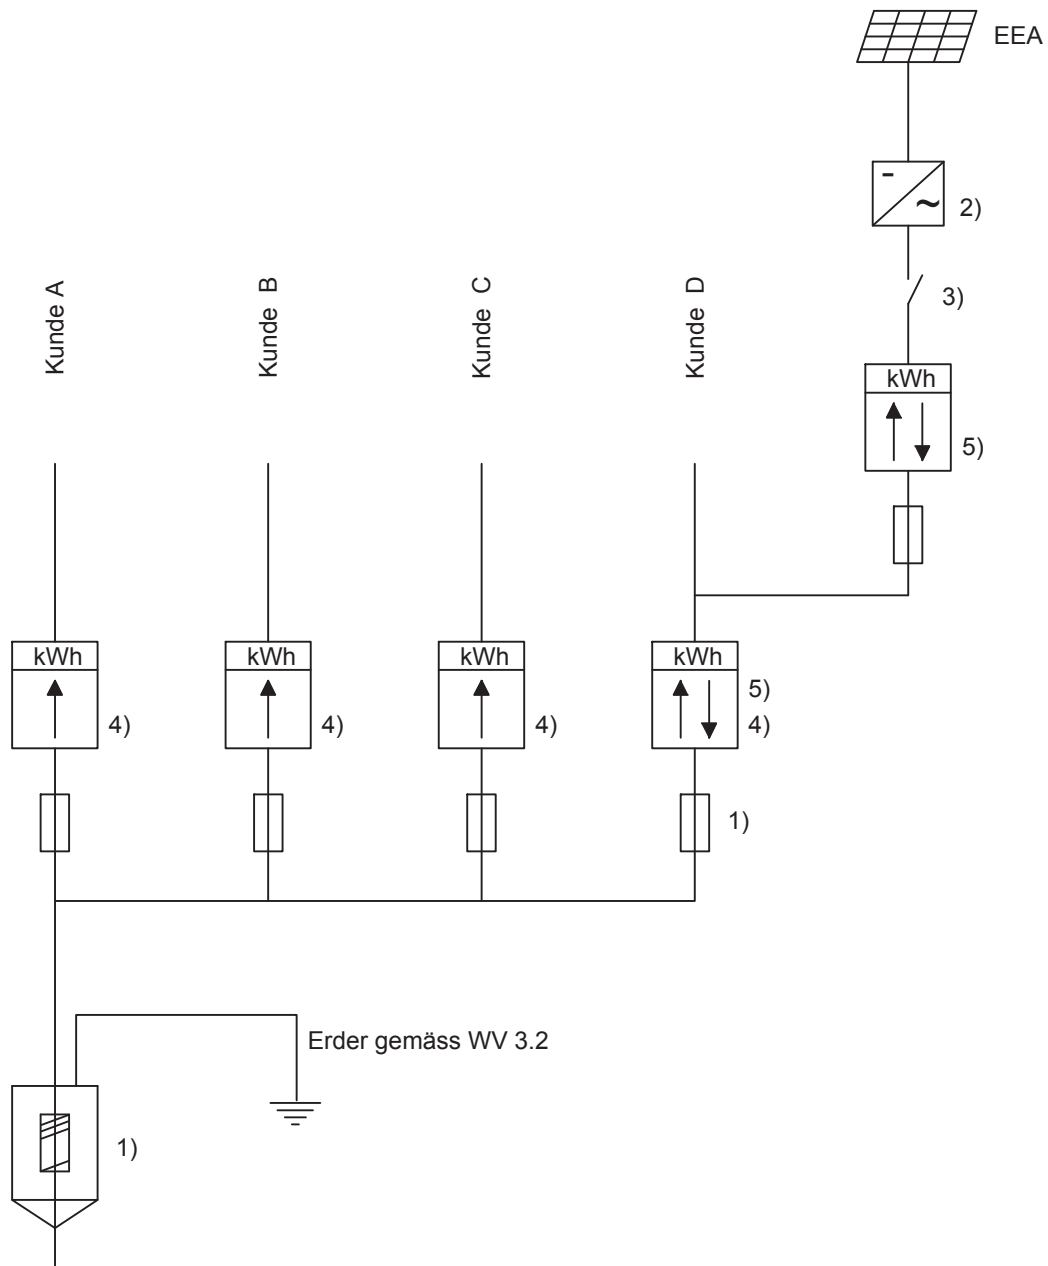 EEA
2)
3)
Kunde A
Kunde B
Kunde C
Kunde D
kWh
5)
kWh
4)
kWh
4)
kWh
4)
kWh
5)
4)
1)
Erder gemäss WV 3.2
1)